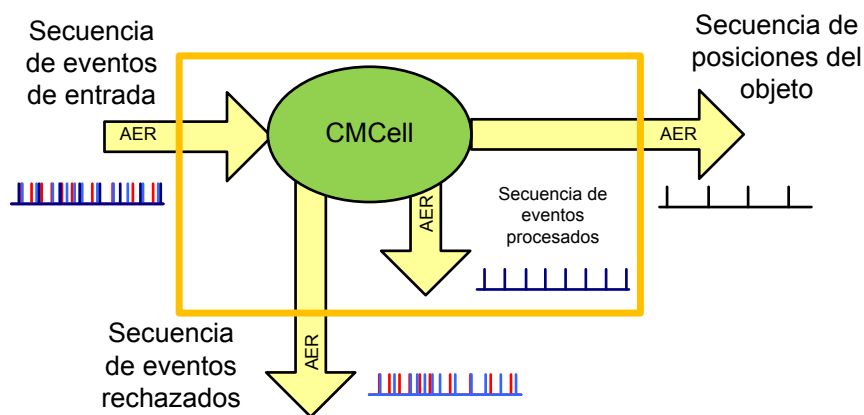 Secuencia
de eventos
de entrada
AER
CMCell
AER
Secuencia de
posiciones del
objeto
AER
Secuencia de
eventos
procesados
Secuencia
de eventos
rechazados
AER